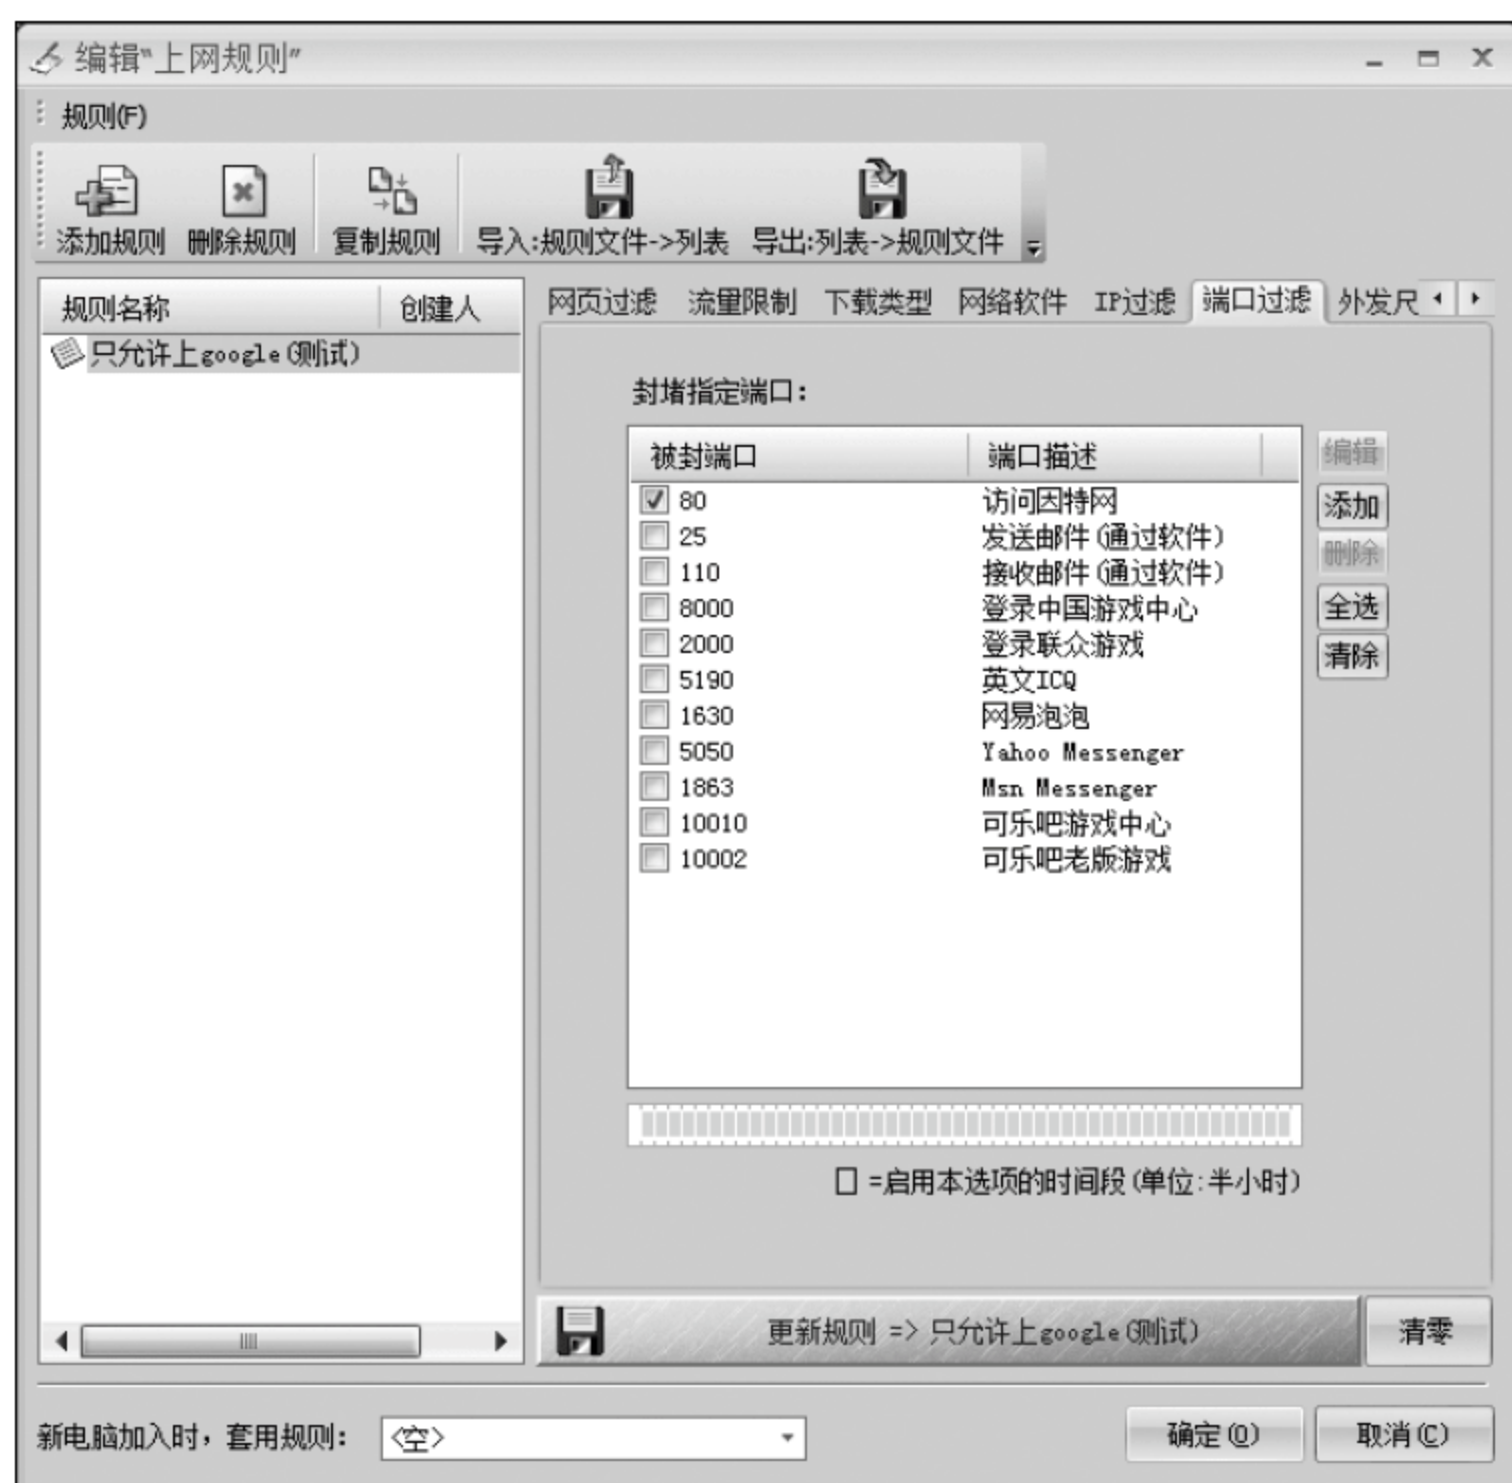 编辑"上网规则"
规则(F)
添加规则 删除规则 复制规则 导入:规则文件->列表 导出:列表->规则文件
规则名称 创建人
只允许上google(测试)
网页过滤 流量限制 下载类型 网络软件 IP过滤 端口过滤 外发尺
封堵指定端口:
被封端口 端口描述
80 访问因特网
25 发送邮件(通过软件)
110 接收邮件(通过软件)
8000 登录中国游戏中心
2000 登录联众游戏
5190 英文ICQ
1630 网易泡泡
5050 Yahoo Messenger
1863 Msn Messenger
10010 可乐吧游戏中心
10002 可乐吧老版游戏
编辑
添加
删除
全选
清除
=启用本选项的时间段(单位:半小时)
更新规则 => 只允许上google(测试) 清零
新电脑加入时，套用规则: <空> 确定(O) 取消(C)